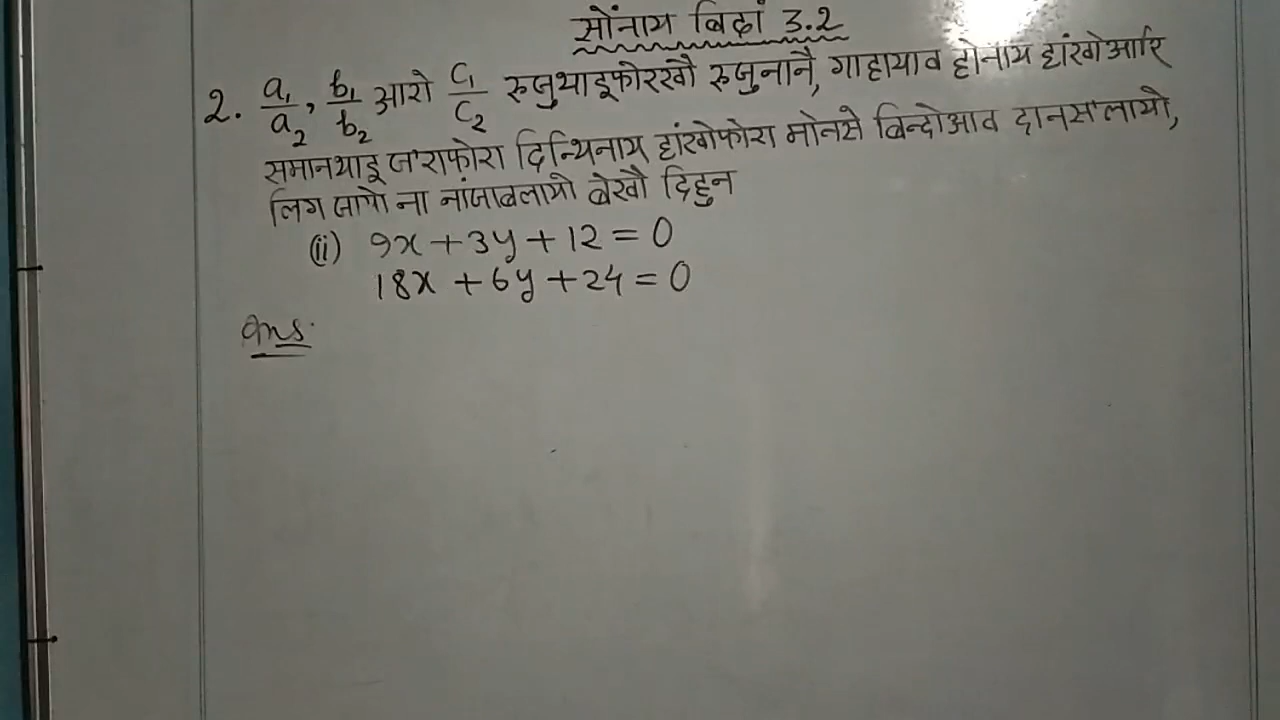 सोंनाय बिदां 3.2
2. a₁/a₂, b₁/b₂ आरो c₁/c₂ रुजुथाइफोरखौ रुजुनानै, गाहायाव होनाय हांखोआरि
समानथाइ ज'राफोरा दिन्थिनाय हांखोफोरा मोनसे बिन्दोआव दानस'लायो,
लिग लागो ना नांजाबलायो बेखौ दिहुन
(ii) 9x + 3y + 12 = 0
18x + 6y + 24 = 0
Ans.